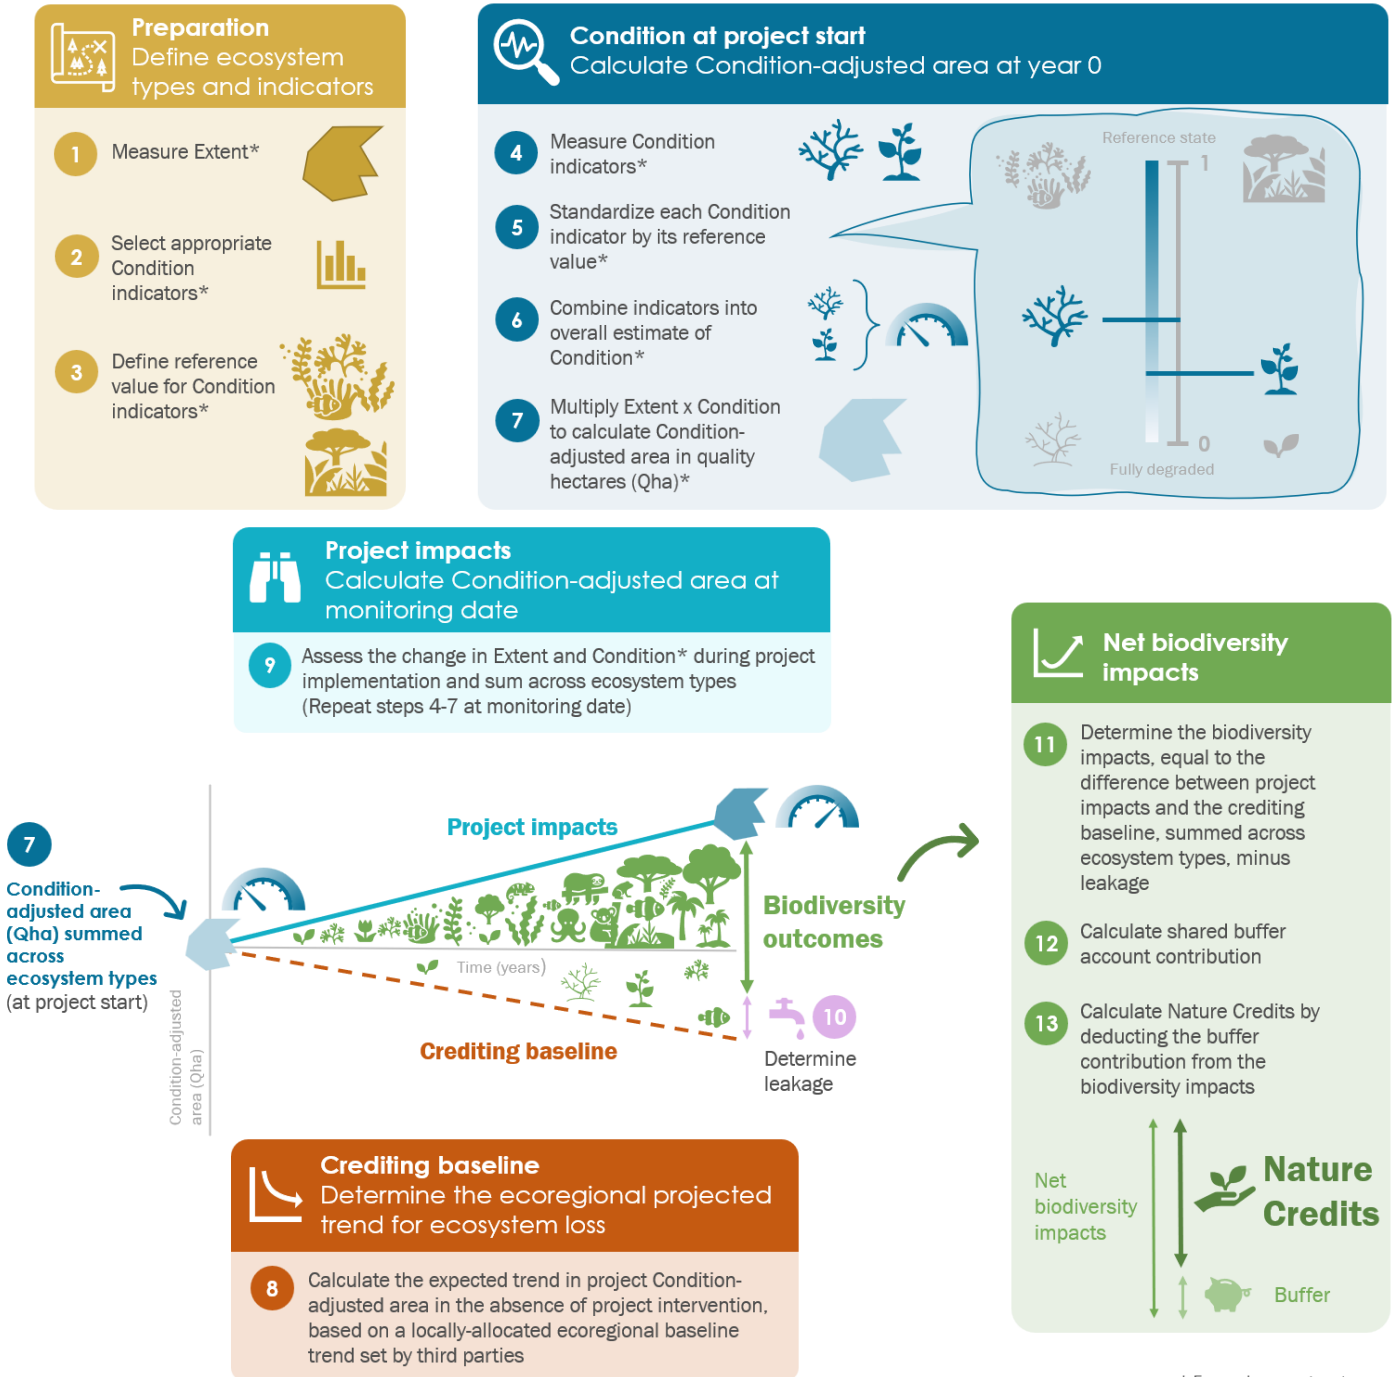 Preparation
Define ecosystem
types and indicators
1
Measure Extent*
2
Select appropriate
Condition
indicators*
3
Define reference
value for Condition
indicators*
Condition at project start
Calculate Condition-adjusted area at year 0
4
Measure Condition
indicators*
5
Standardize each Condition
indicator by its reference
value*
6
Combine indicators into
overall estimate of
Condition*
7
Multiply Extent x Condition
to calculate Condition-
adjusted area in quality
hectares (Qha)*
Reference state
1
0
Fully degraded
Project impacts
Calculate Condition-adjusted area at
monitoring date
9
Assess the change in Extent and Condition* during project
implementation and sum across ecosystem types
(Repeat steps 4-7 at monitoring date)
7
Condition-
adjusted area
(Qha) summed
across
ecosystem types
(at project start)
Condition-adjusted
area (Qha)
Project impacts
Time (years)
Crediting baseline
Biodiversity
outcomes
10
Determine
leakage
Crediting baseline
Determine the ecoregional projected
trend for ecosystem loss
8
Calculate the expected trend in project Condition-
adjusted area in the absence of project intervention,
based on a locally-allocated ecoregional baseline
trend set by third parties
Net biodiversity
impacts
11
Determine the biodiversity
impacts, equal to the
difference between project
impacts and the crediting
baseline, summed across
ecosystem types, minus
leakage
12
Calculate shared buffer
account contribution
13
Calculate Nature Credits by
deducting the buffer
contribution from the
biodiversity impacts
Net
biodiversity
impacts
Nature
Credits
Buffer